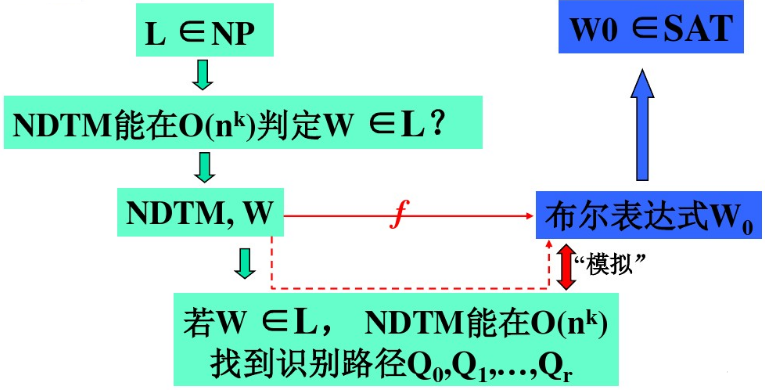 L ∈NP
W0 ∈SAT
NDTM能在O(nᵏ)判定W ∈L?
NDTM, W
f
布尔表达式W₀
“模拟”
若W ∈L, NDTM能在O(nᵏ)
找到识别路径Q₀,Q₁,...,Qᵣ